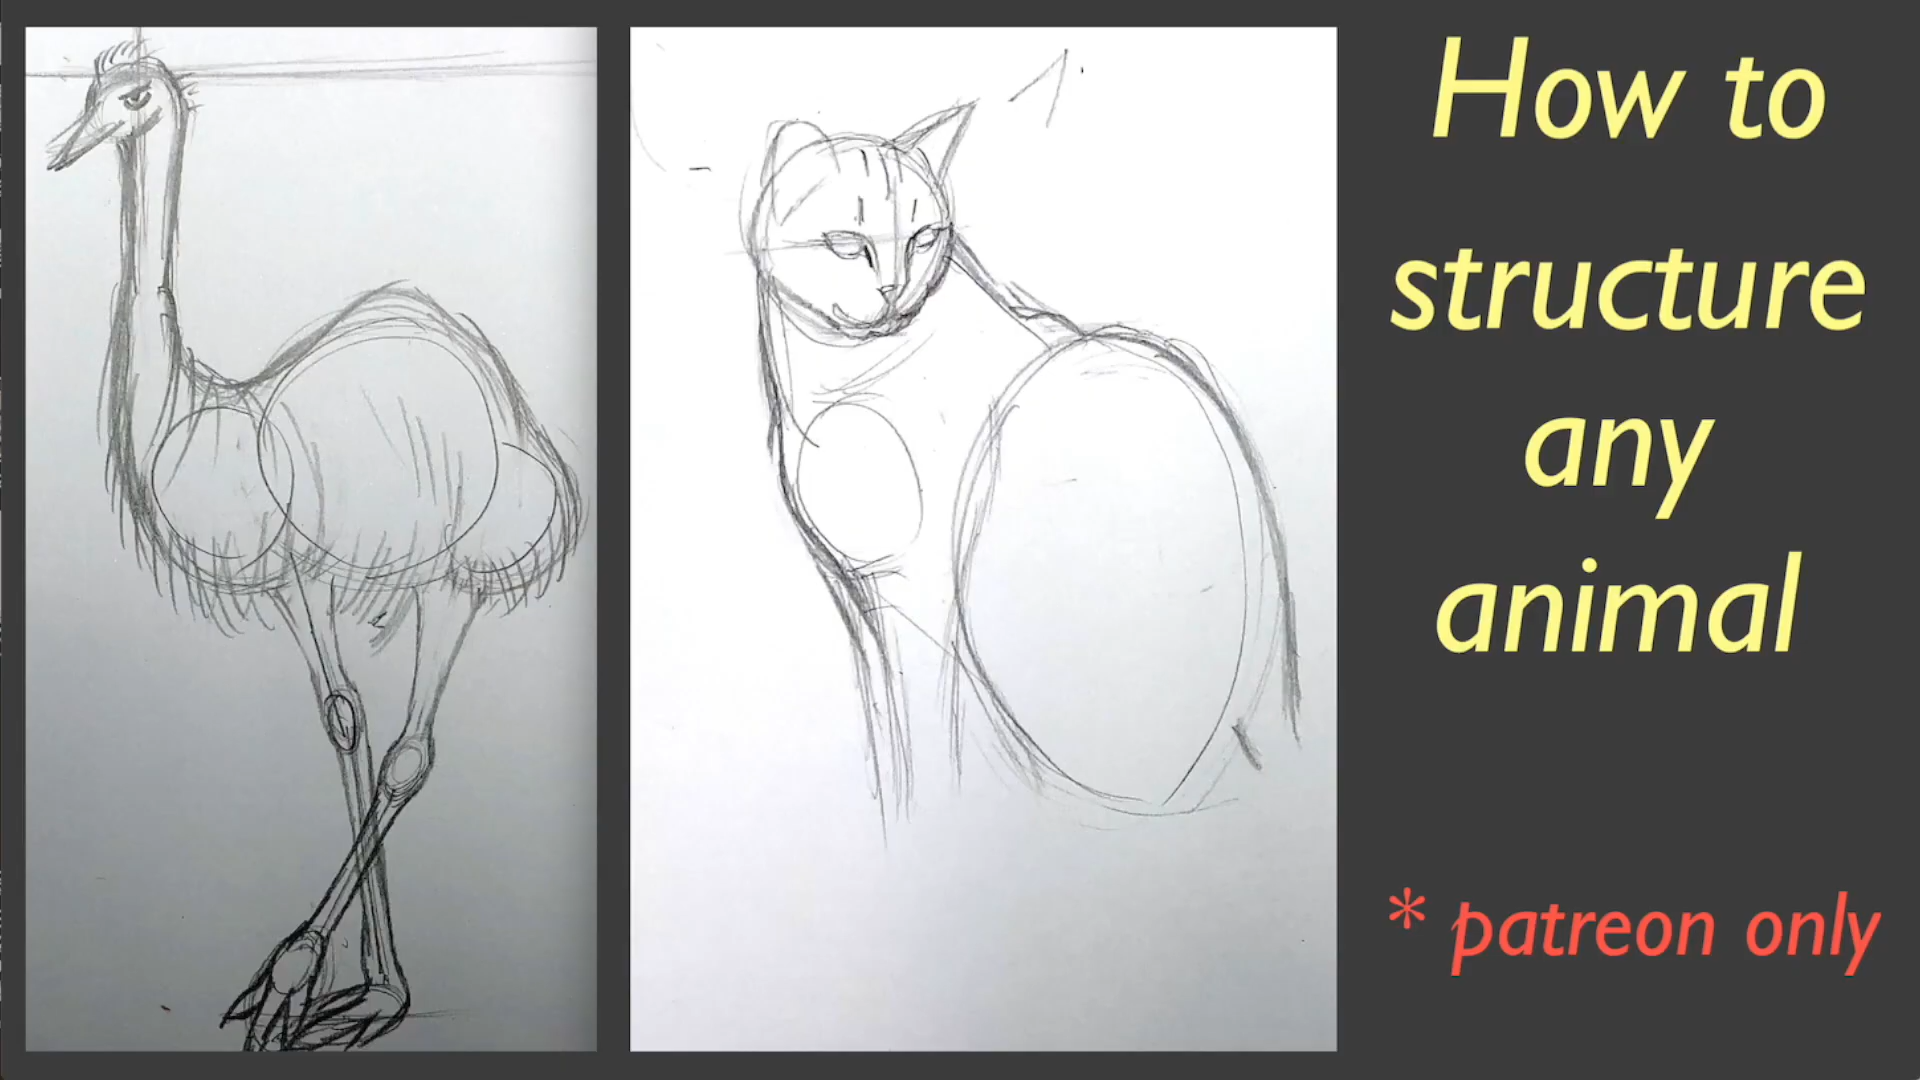 How to
structure
any
animal
* patreon only